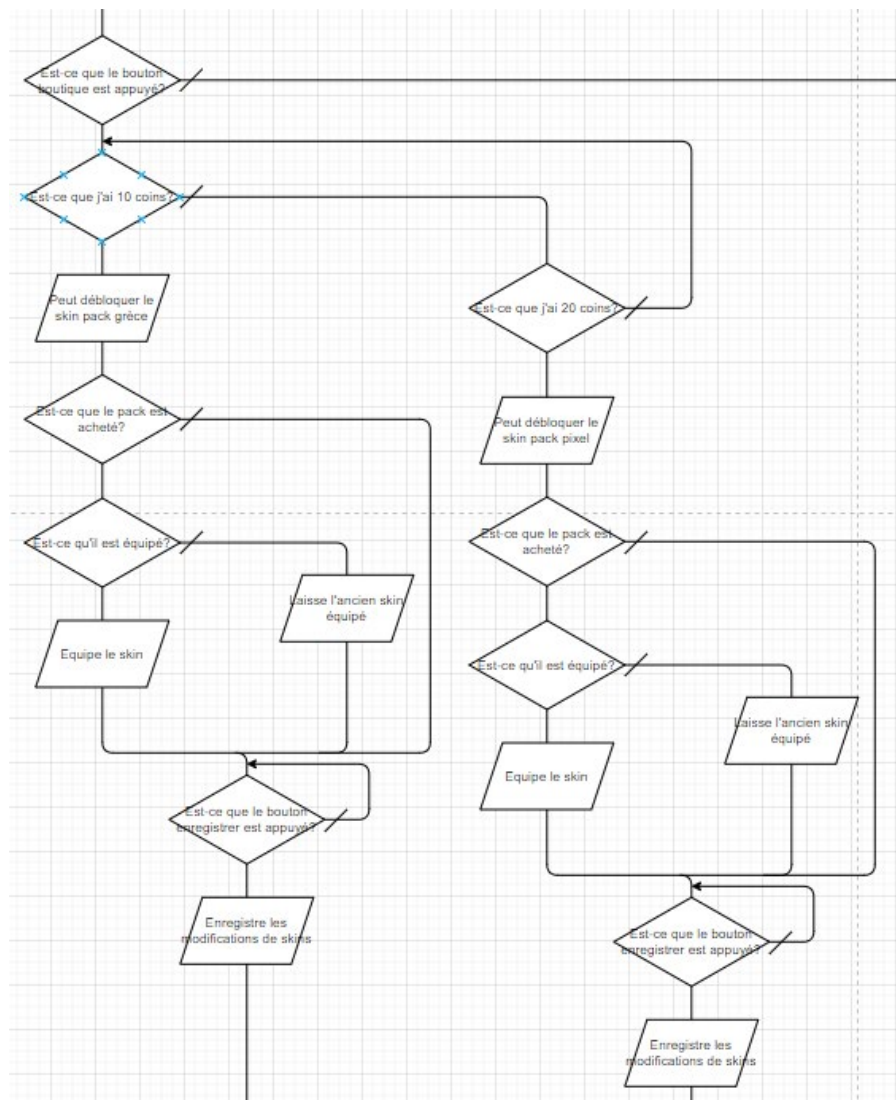 Est-ce que le bouton
boutique est appuyé?
Est-ce que j'ai 10 coins?
Peut débloquer le
skin pack grèce
Est-ce que le pack est
acheté?
Est-ce qu'il est équipé?
Laisse l'ancien skin
équipé
Equipe le skin
Est-ce que le bouton
enregistrer est appuyé?
Enregistre les
modifications de skins
Est-ce que j'ai 20 coins?
Peut débloquer le
skin pack pixel
Est-ce que le pack est
acheté?
Est-ce qu'il est équipé?
Laisse l'ancien skin
équipé
Equipe le skin
Est-ce que le bouton
enregistrer est appuyé?
Enregistre les
modifications de skins